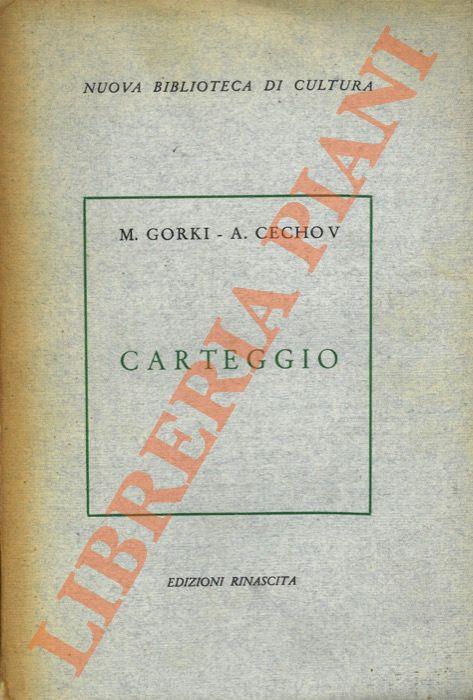 NUOVA BIBLIOTECA DI CULTURA
M. GORKI - A. CECHOV
CARTEGGIO
EDIZIONI RINASCITA
LIBRERIA PIANI